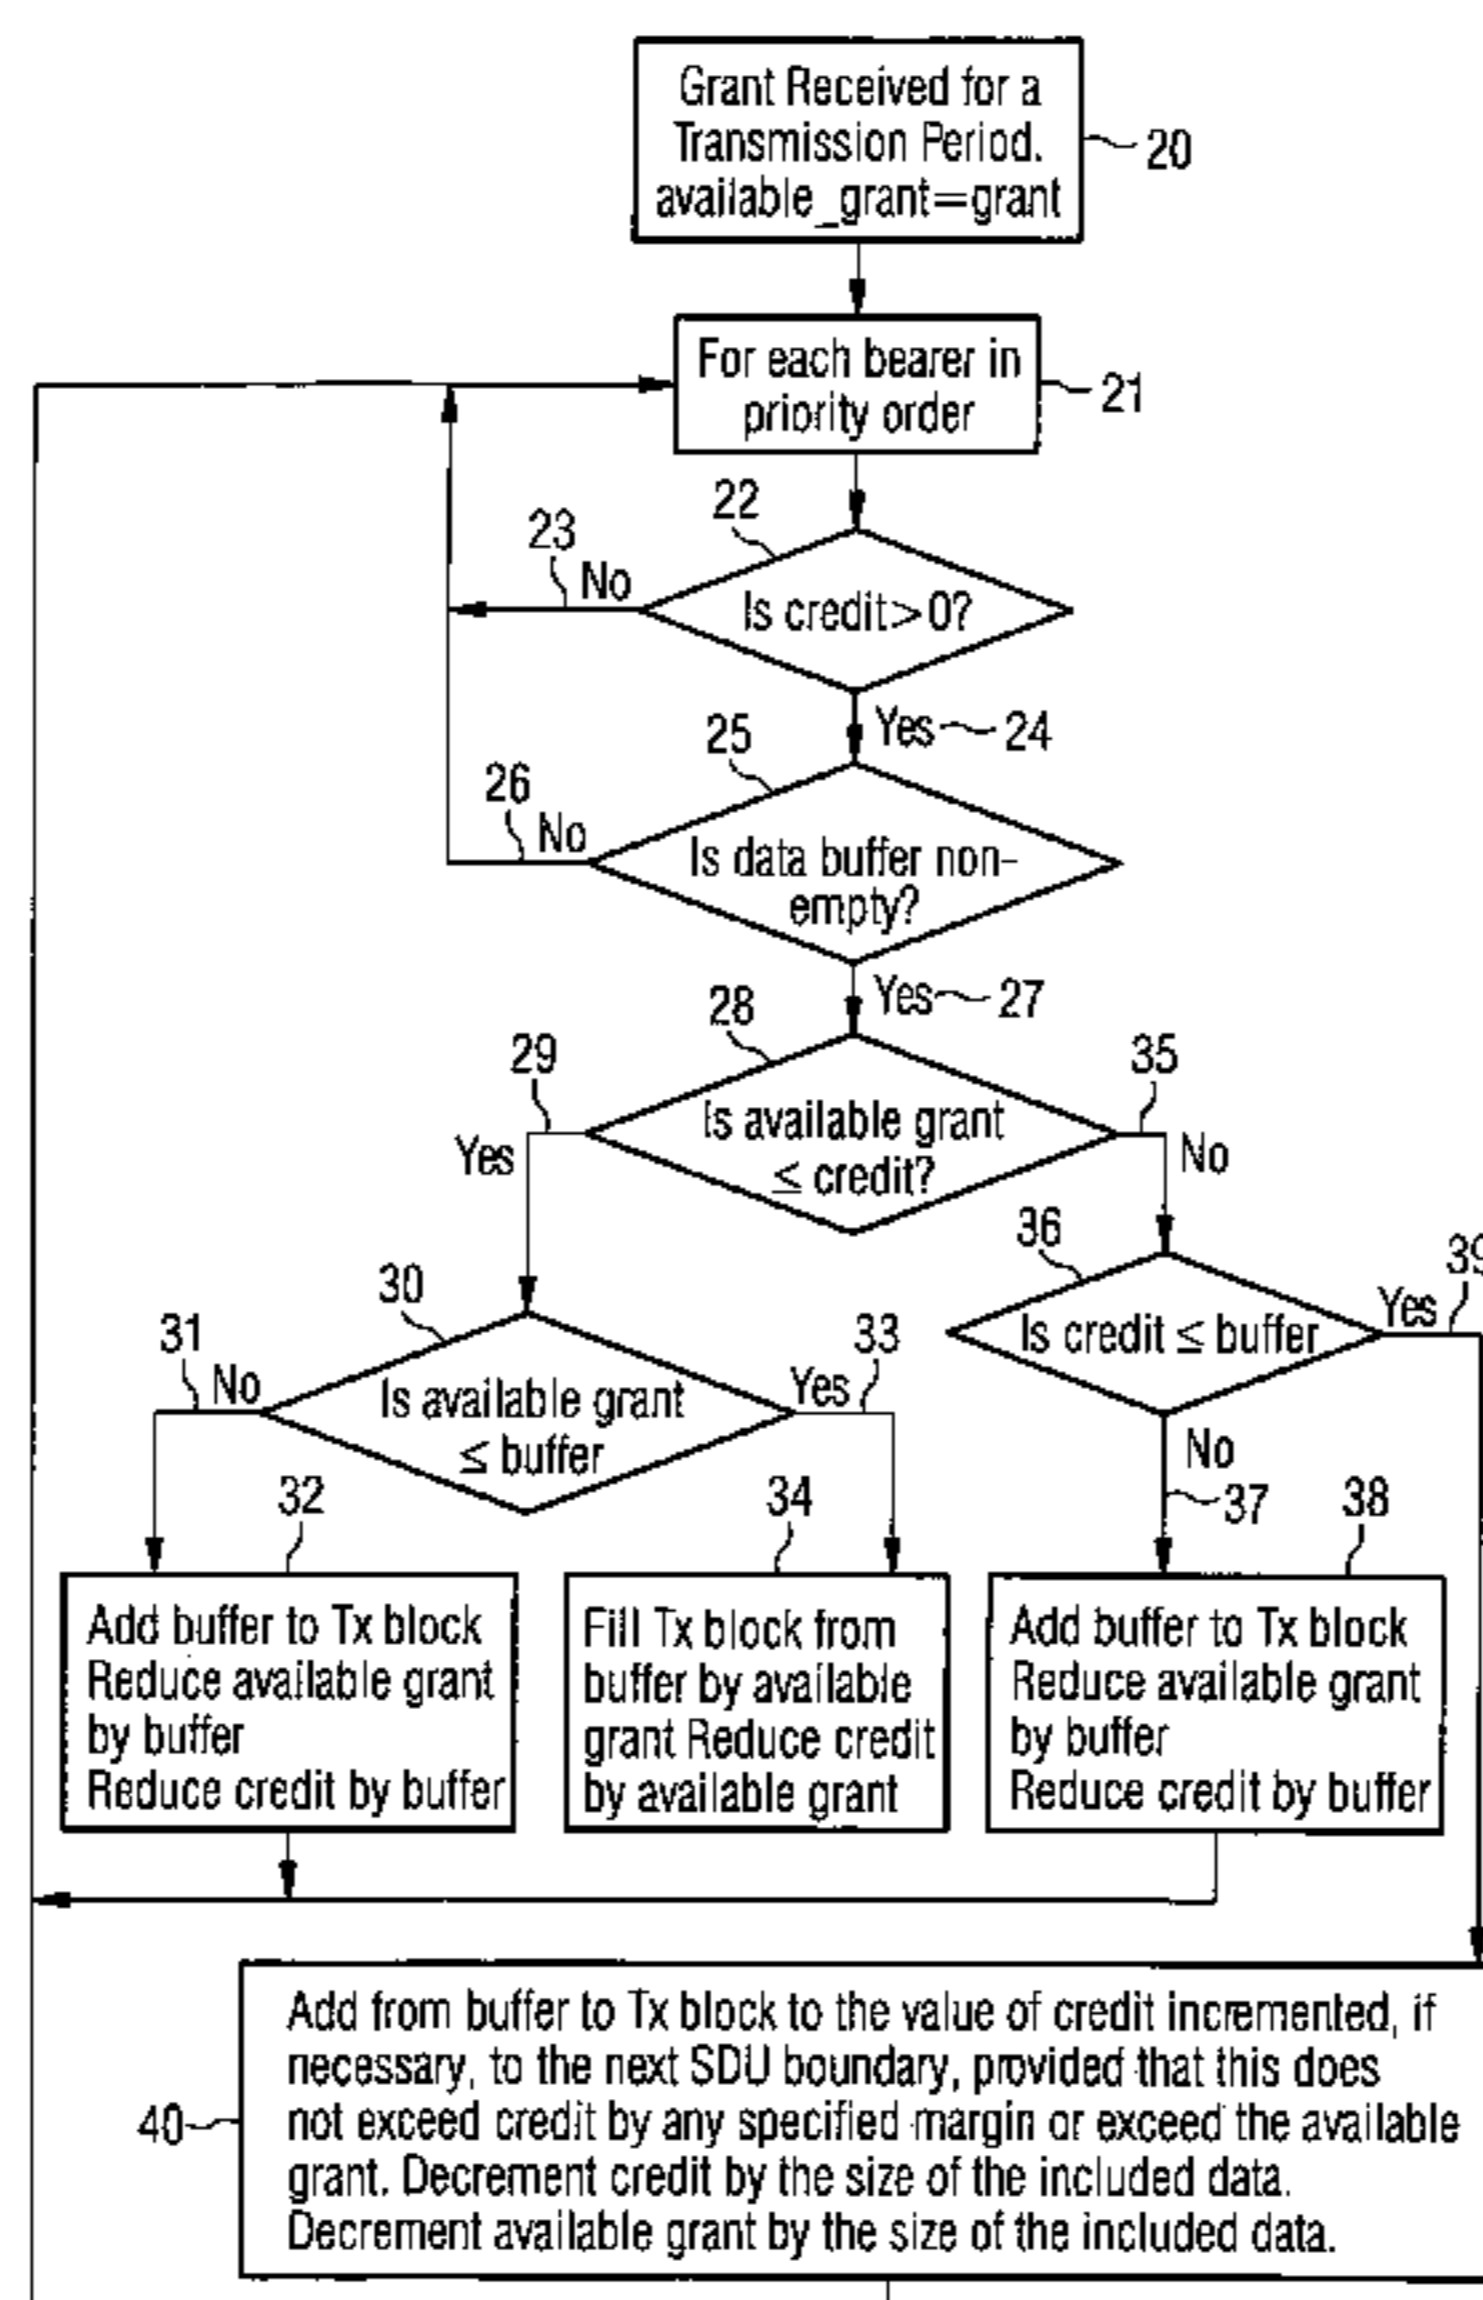 Grant Received for a
Transmission Period.
available_grant=grant
20
For each bearer in
priority order
21
22
23
No
Is credit>0?
Yes
24
25
26
No
Is data buffer non-
empty?
Yes
27
28
29
35
Is available grant
≤ credit?
Yes
No
36
39
30
Is credit ≤ buffer
Yes
31
No
33
Yes
Is available grant
≤ buffer
No
37
32
34
38
Add buffer to Tx block
Reduce available grant
by buffer
Reduce credit by buffer
Fill Tx block from
buffer by available
grant Reduce credit
by available grant
Add buffer to Tx block
Reduce available grant
by buffer
Reduce credit by buffer
40
Add from buffer to Tx block to the value of credit incremented, if
necessary, to the next SDU boundary, provided that this does
not exceed credit by any specified margin or exceed the available
grant. Decrement credit by the size of the included data.
Decrement available grant by the size of the included data.